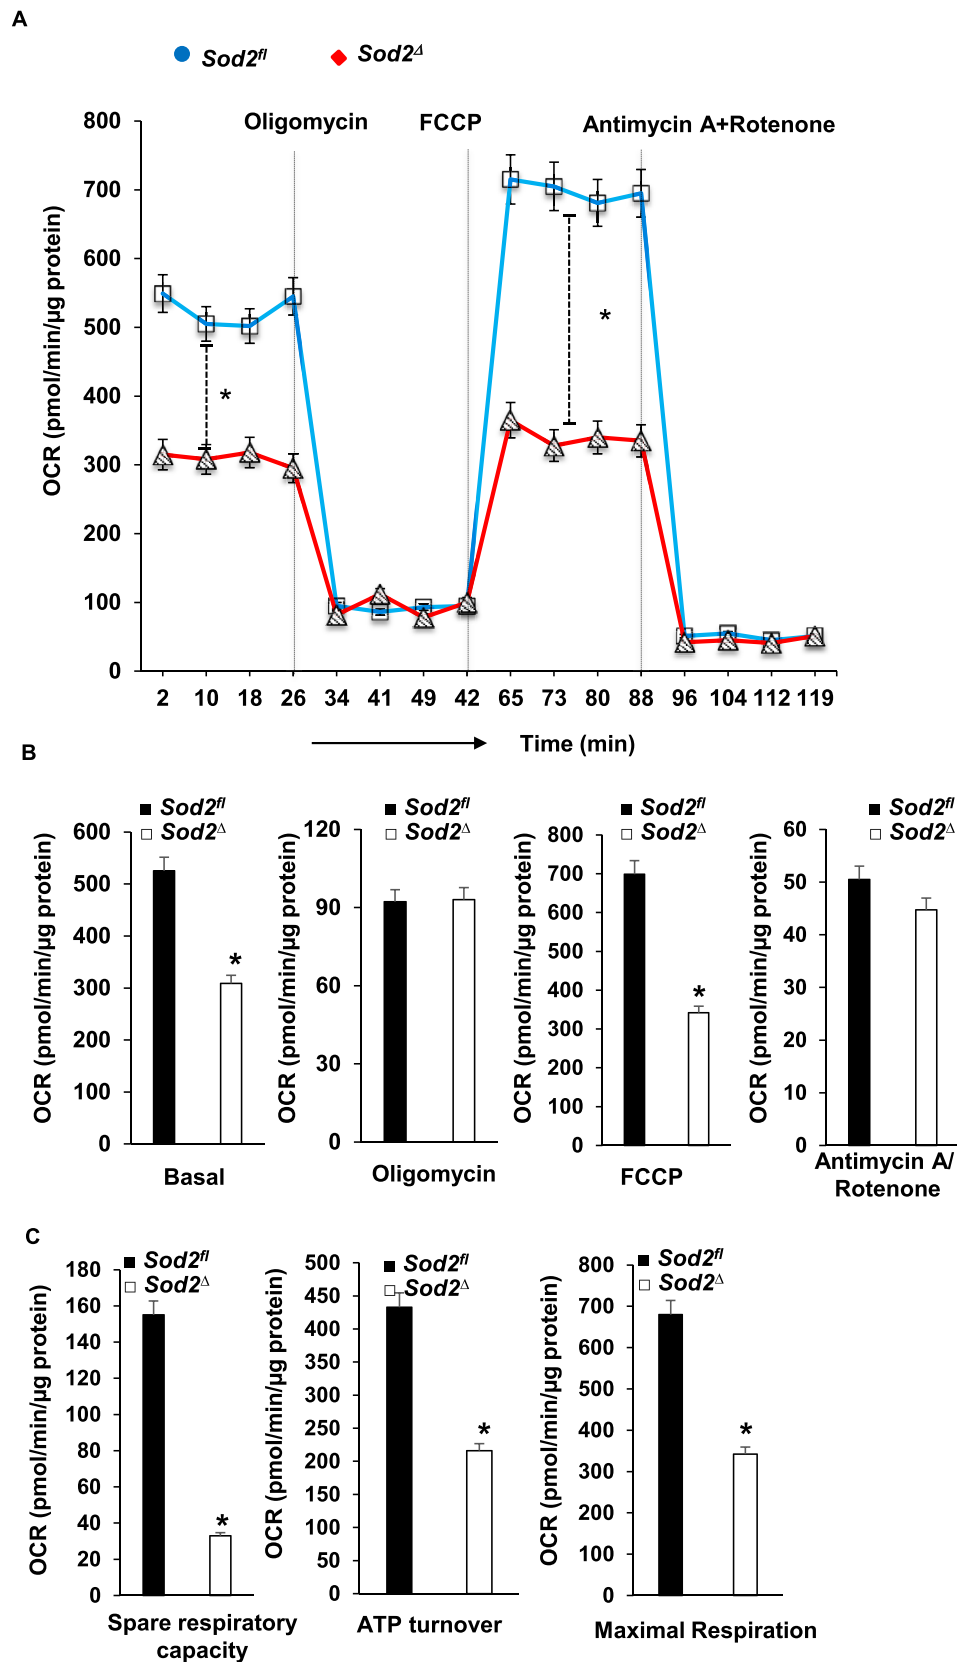 A
Sod2fl Sod2Δ
Oligomycin FCCP Antimycin A+Rotenone
OCR (pmol/min/µg protein)
800
700
600
500
400
300
200
100
0
*
*
2 10 18 26 34 41 49 42 65 73 80 88 96 104 112 119
Time (min)
B
Sod2fl
Sod2Δ
OCR (pmol/min/µg protein)
600
500
400
300
200
100
0
*
Basal
Sod2fl
Sod2Δ
OCR (pmol/min/µg protein)
120
90
60
30
0
Oligomycin
Sod2fl
Sod2Δ
OCR (pmol/min/µg protein)
800
700
600
500
400
300
200
100
0
*
FCCP
Sod2fl
Sod2Δ
OCR (pmol/min/µg protein)
60
50
40
30
20
10
0
Antimycin A/
Rotenone
C
Sod2fl
Sod2Δ
OCR (pmol/min/µg protein)
180
160
140
120
100
80
60
40
20
0
*
Spare respiratory
capacity
Sod2fl
Sod2Δ
OCR (pmol/min/µg protein)
500
450
400
350
300
250
200
150
100
50
0
*
ATP turnover
Sod2fl
Sod2Δ
OCR (pmol/min/µg protein)
800
700
600
500
400
300
200
100
0
*
Maximal Respiration